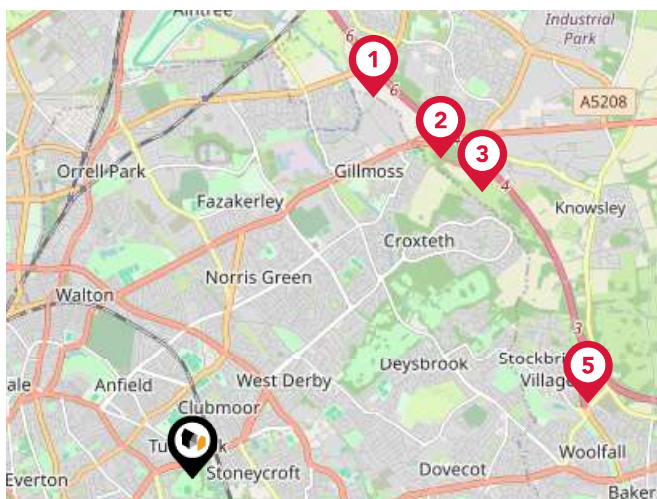 Aintree
Industrial
Park
6
1
6
A5208
2
4
3
4
Orrell Park
Gillmoss
Fazakerley
Knowsley
Croxteth
Norris Green
Walton
3
Stockbri
Village
5
Deysbrook
ale
Anfield
West Derby
Clubmoor
Tu
k
Stoneycroft
Woolfall
Dovecot
Everton
Baker